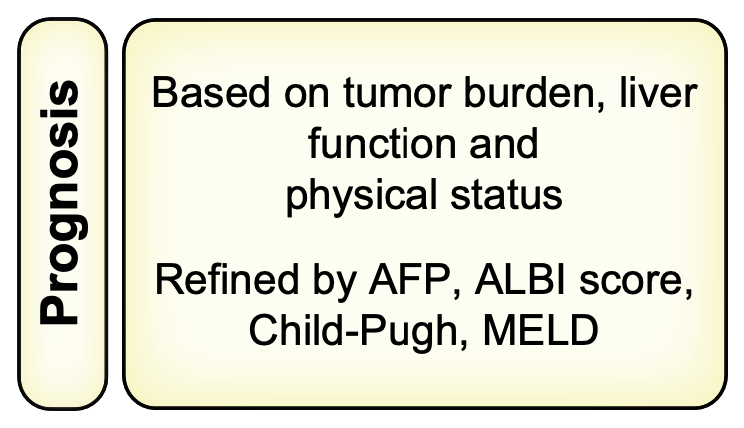 Prognosis
Based on tumor burden, liver
function and
physical status
Refined by AFP, ALBI score,
Child-Pugh, MELD